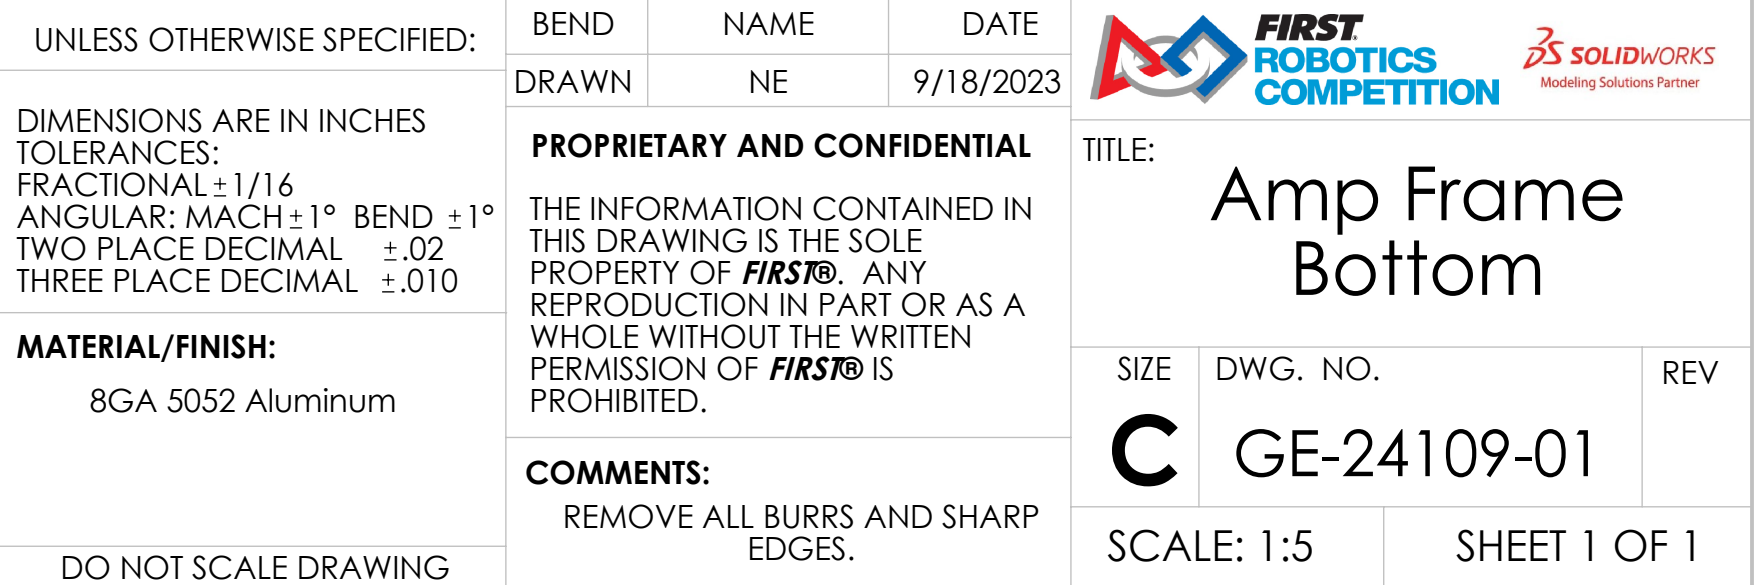 UNLESS OTHERWISE SPECIFIED:
DIMENSIONS ARE IN INCHES
TOLERANCES:
FRACTIONAL ±1/16
ANGULAR: MACH ±1° BEND ±1°
TWO PLACE DECIMAL ±.02
THREE PLACE DECIMAL ±.010
MATERIAL/FINISH:
8GA 5052 Aluminum
DO NOT SCALE DRAWING
BEND NAME DATE
DRAWN NE 9/18/2023
PROPRIETARY AND CONFIDENTIAL
THE INFORMATION CONTAINED IN
THIS DRAWING IS THE SOLE
PROPERTY OF FIRST®. ANY
REPRODUCTION IN PART OR AS A
WHOLE WITHOUT THE WRITTEN
PERMISSION OF FIRST® IS
PROHIBITED.
COMMENTS:
REMOVE ALL BURRS AND SHARP
EDGES.
FIRST
ROBOTICS
COMPETITION
SOLIDWORKS
Modeling Solutions Partner
TITLE:
Amp Frame
Bottom
SIZE DWG. NO. REV
C GE-24109-01
SCALE: 1:5 SHEET 1 OF 1